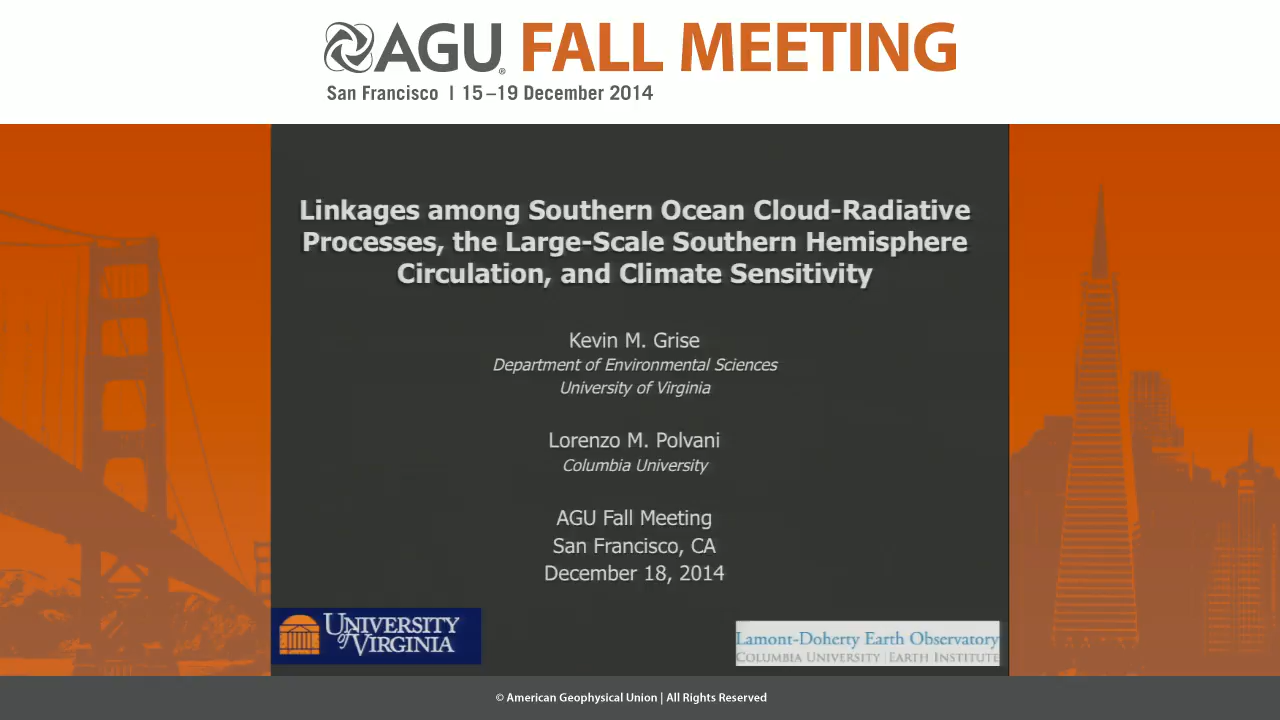 AGU® FALL MEETING
San Francisco | 15–19 December 2014
Linkages among Southern Ocean Cloud-Radiative
Processes, the Large-Scale Southern Hemisphere
Circulation, and Climate Sensitivity
Kevin M. Grise
Department of Environmental Sciences
University of Virginia
Lorenzo M. Polvani
Columbia University
AGU Fall Meeting
San Francisco, CA
December 18, 2014
UNIVERSITY
of VIRGINIA
Lamont-Doherty Earth Observatory
COLUMBIA UNIVERSITY | EARTH INSTITUTE
© American Geophysical Union | All Rights Reserved